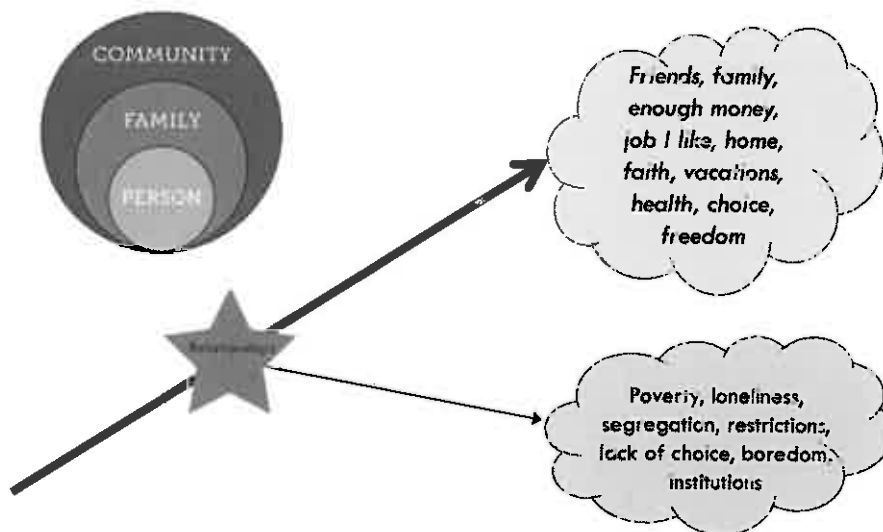 COMMUNITY
FAMILY
PERSON
Friends, family,
enough money,
job I like, home,
faith, vacations,
health, choice,
freedom
Relationships
Poverty, loneliness,
segregation, restrictions,
lack of choice, boredom,
institutions